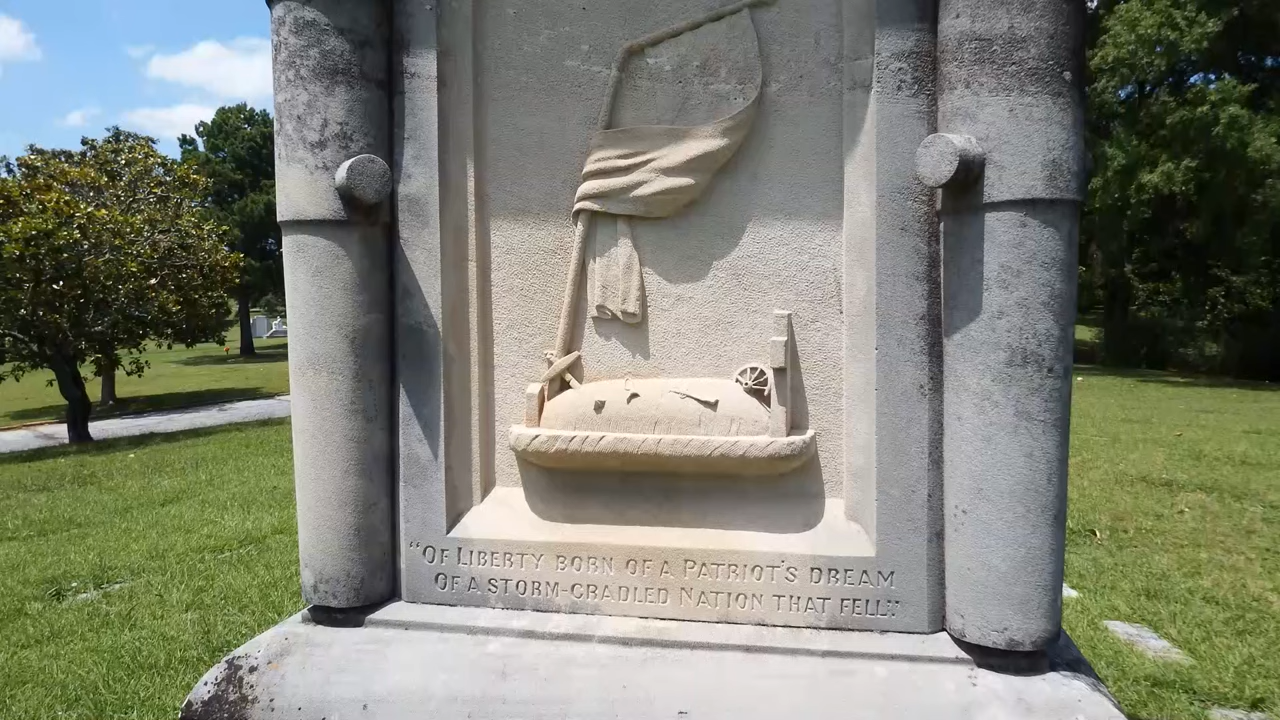 "OF LIBERTY BORN OF A PATRIOT'S DREAM
OF A STORM-CRADLED NATION THAT FELL."